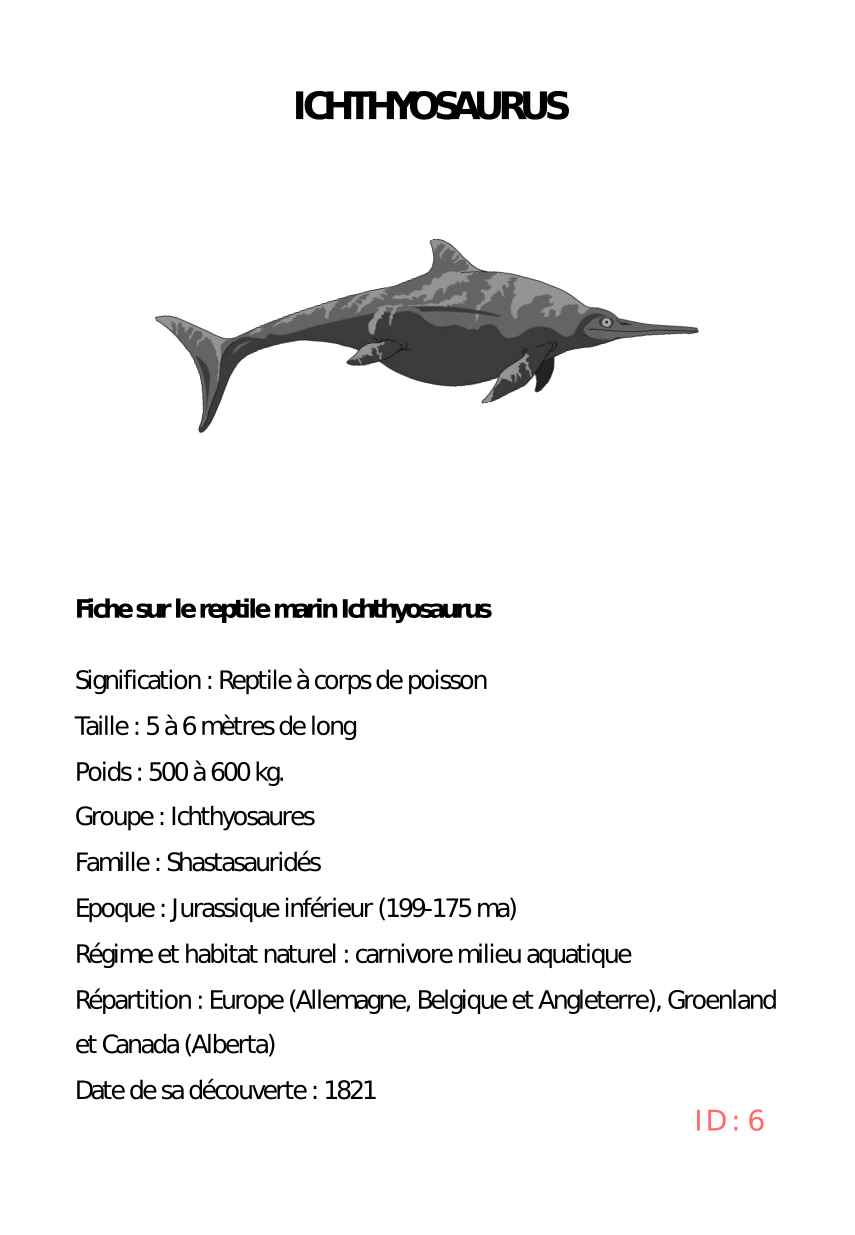 ICHTHYOSAURUS
Fiche sur le reptile marin Ichthyosaurus
Signification : Reptile à corps de poisson
Taille : 5 à 6 mètres de long
Poids : 500 à 600 kg.
Groupe : Ichthyosaures
Famille : Shastasauridés
Epoque : Jurassique inférieur (199-175 ma)
Régime et habitat naturel : carnivore milieu aquatique
Répartition : Europe (Allemagne, Belgique et Angleterre), Groenland
et Canada (Alberta)
Date de sa découverte : 1821
ID : 6